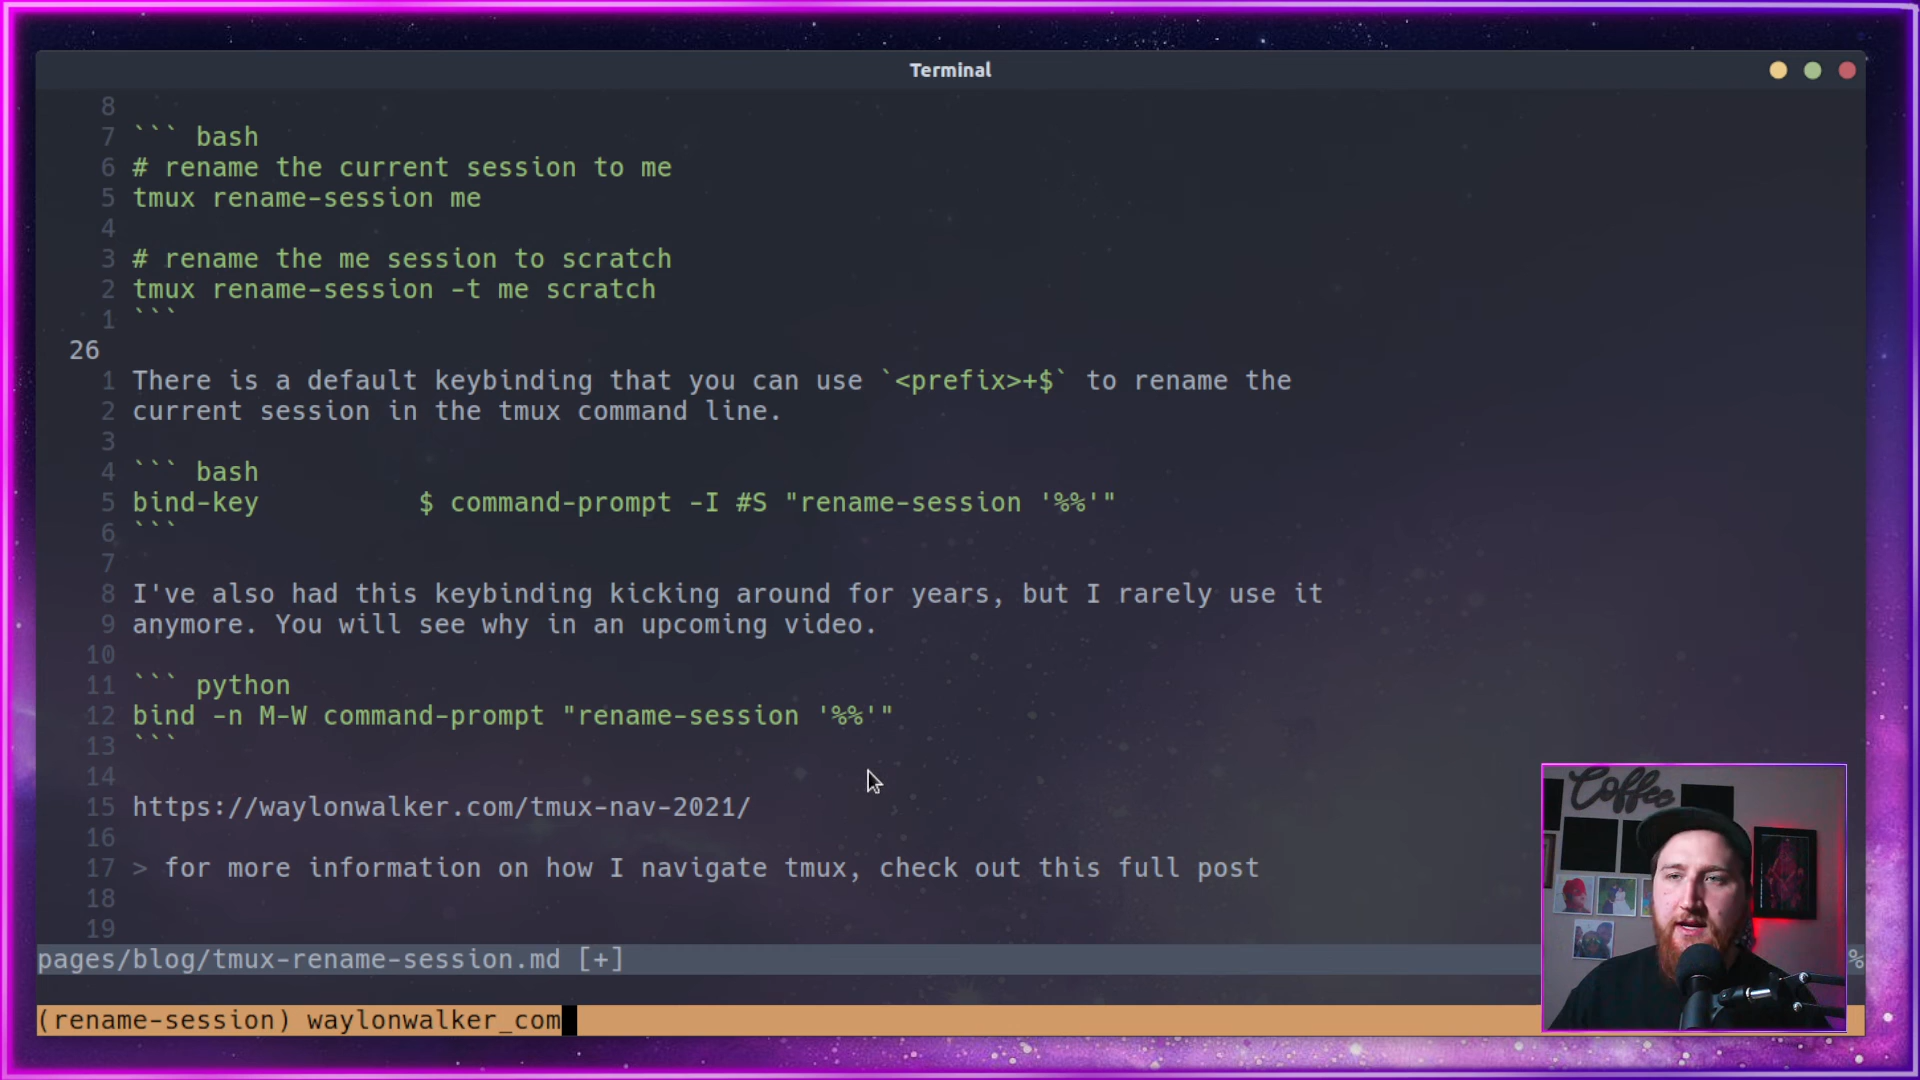 Terminal
8
7 ``` bash
6 # rename the current session to me
5 tmux rename-session me
4
3 # rename the me session to scratch
2 tmux rename-session -t me scratch
1 ```
26
1 There is a default keybinding that you can use `<prefix>+$` to rename the
2 current session in the tmux command line.
3
4 ``` bash
5 bind-key          $ command-prompt -I #S "rename-session '%%'"
6 ```
7
8 I've also had this keybinding kicking around for years, but I rarely use it
9 anymore. You will see why in an upcoming video.
10
11 ``` python
12 bind -n M-W command-prompt "rename-session '%%'"
13 ```
14
15 https://waylonwalker.com/tmux-nav-2021/
16
17 > for more information on how I navigate tmux, check out this full post
18
19
pages/blog/tmux-rename-session.md [+] %
(rename-session) waylonwalker_com
Coffee